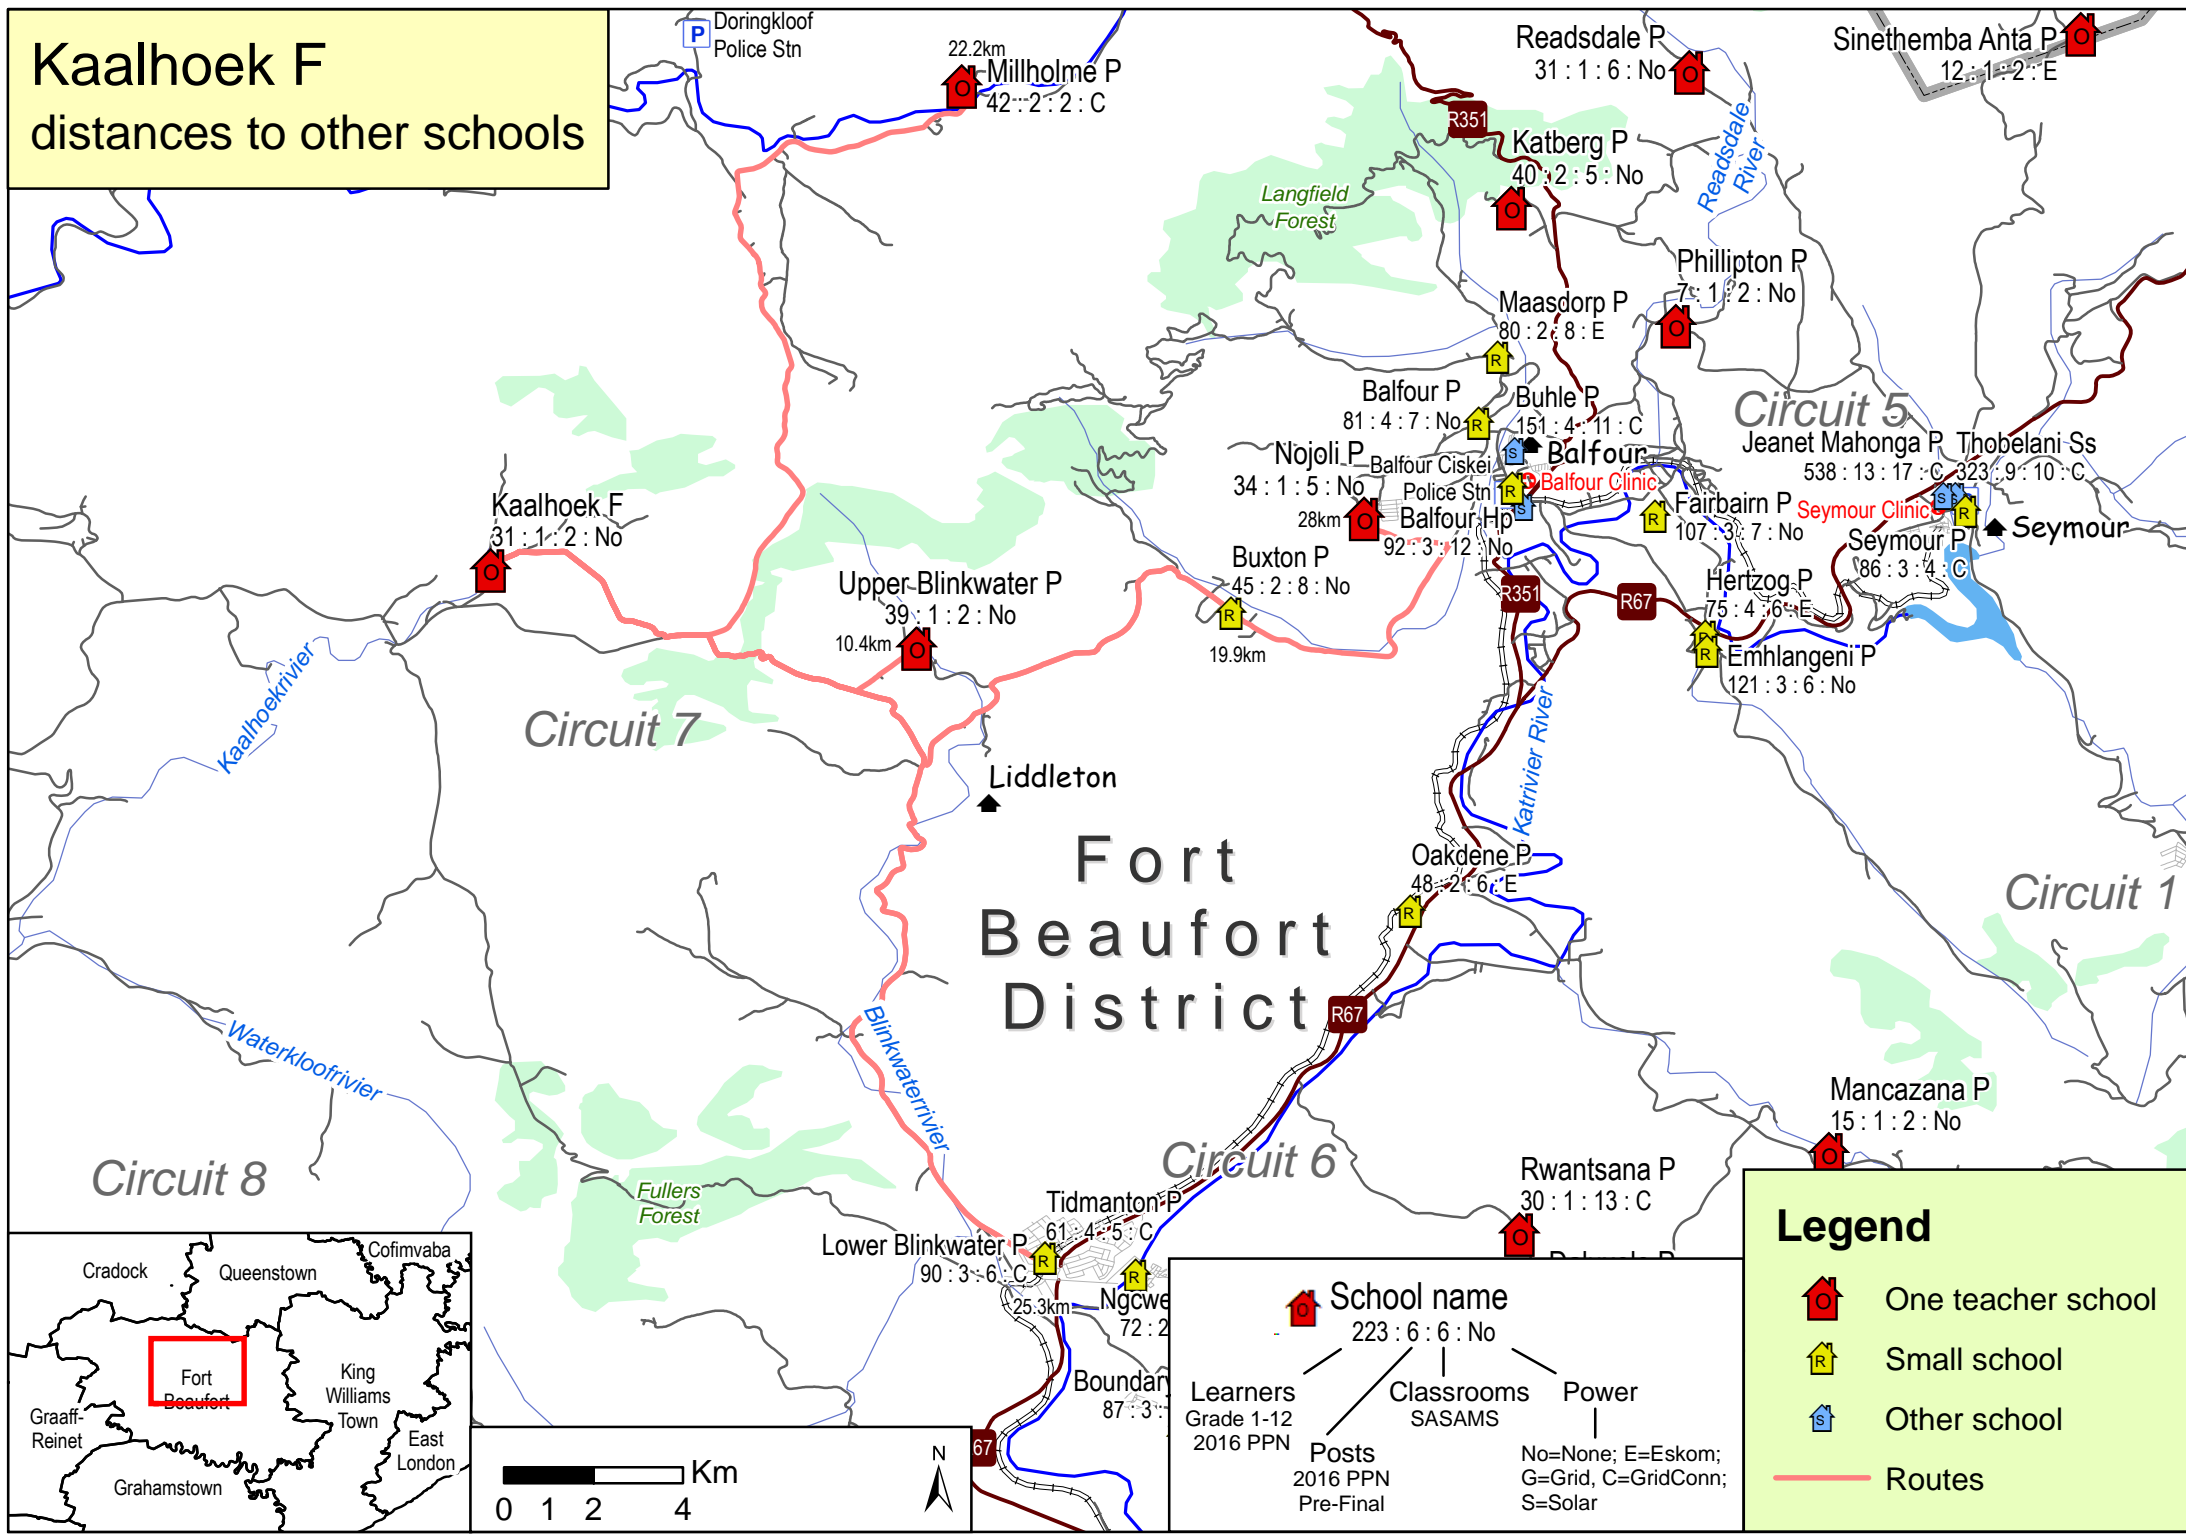 Kaalhoek F
distances to other schools
P
Doringkloof
Police Stn
22.2km
Millholme P
42 : 2 : 2 : C
Readsdale P
31 : 1 : 6 : No
Sinethemba Anta P
12 : 1 : 2 : E
R351
Katberg P
40 : 2 : 5 : No
Readsdale
River
Langfield
Forest
Phillipton P
7 : 1 : 2 : No
Maasdorp P
80 : 2 : 8 : E
Balfour P
81 : 4 : 7 : No
Buhle P
151 : 4 : 11 : C
Circuit 5
Jeanet Mahonga P
538 : 13 : 17 : C
Thobelani Ss
323 : 9 : 10 : C
Nojoli P
34 : 1 : 5 : No
Balfour Ciskei
Police Stn
Balfour
Balfour Clinic
28km
Balfour Hp
92 : 3 : 12 : No
Fairbairn P
107 : 3 : 7 : No
Seymour Clinic
Seymour
Seymour P
86 : 3 : 4 : C
Kaalhoek F
31 : 1 : 2 : No
Upper Blinkwater P
39 : 1 : 2 : No
10.4km
Buxton P
45 : 2 : 8 : No
19.9km
R351
R67
Hertzog P
75 : 4 : 6 : E
Emhlangeni P
121 : 3 : 6 : No
Kaalhoekrivier
Circuit 7
Liddleton
Katrivier River
Fort
Beaufort
District
Oakdene P
48 : 2 : 6 : E
Circuit 1
R67
Waterkloofrivier
Blinkwaterrivier
Mancazana P
15 : 1 : 2 : No
Circuit 8
Fullers
Forest
Circuit 6
Rwantsana P
30 : 1 : 13 : C
Tidmanton P
61 : 4 : 5 : C
Lower Blinkwater P
90 : 3 : 6 : C
25.3km
Ngcwe
72 : 2
Boundary
87 : 3 :
67
Cradock
Queenstown
Cofimvaba
Fort
Beaufort
King
Williams
Town
Graaff-
Reinet
East
London
Grahamstown
Km
0 1 2 4
N
O School name
223 : 6 : 6 : No
Learners
Grade 1-12
2016 PPN
Posts
2016 PPN
Pre-Final
Classrooms
SASAMS
Power
No=None; E=Eskom;
G=Grid, C=GridConn;
S=Solar
Legend
O One teacher school
R Small school
S Other school
Routes